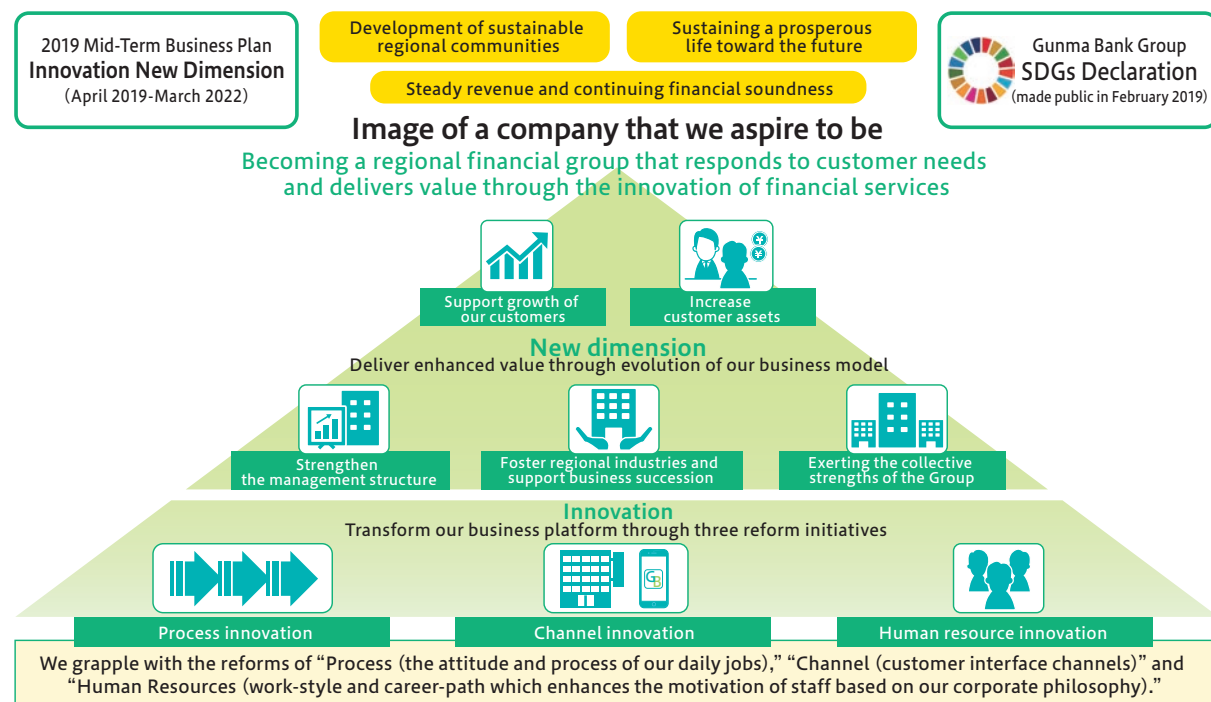 2019 Mid-Term Business Plan
Innovation New Dimension
(April 2019-March 2022)
Development of sustainable
regional communities
Sustaining a prosperous
life toward the future
Steady revenue and continuing financial soundness
Gunma Bank Group
SDGs Declaration
(made public in February 2019)
Image of a company that we aspire to be
Becoming a regional financial group that responds to customer needs
and delivers value through the innovation of financial services
¥
¥
Support growth of
our customers
Increase
customer assets
New dimension
Deliver enhanced value through evolution of our business model
Strengthen
the management structure
Foster regional industries and
support business succession
Exerting the collective
strengths of the Group
Innovation
Transform our business platform through three reform initiatives
GB
Process innovation
Channel innovation
Human resource innovation
We grapple with the reforms of “Process (the attitude and process of our daily jobs),” “Channel (customer interface channels)” and
“Human Resources (work-style and career-path which enhances the motivation of staff based on our corporate philosophy).”